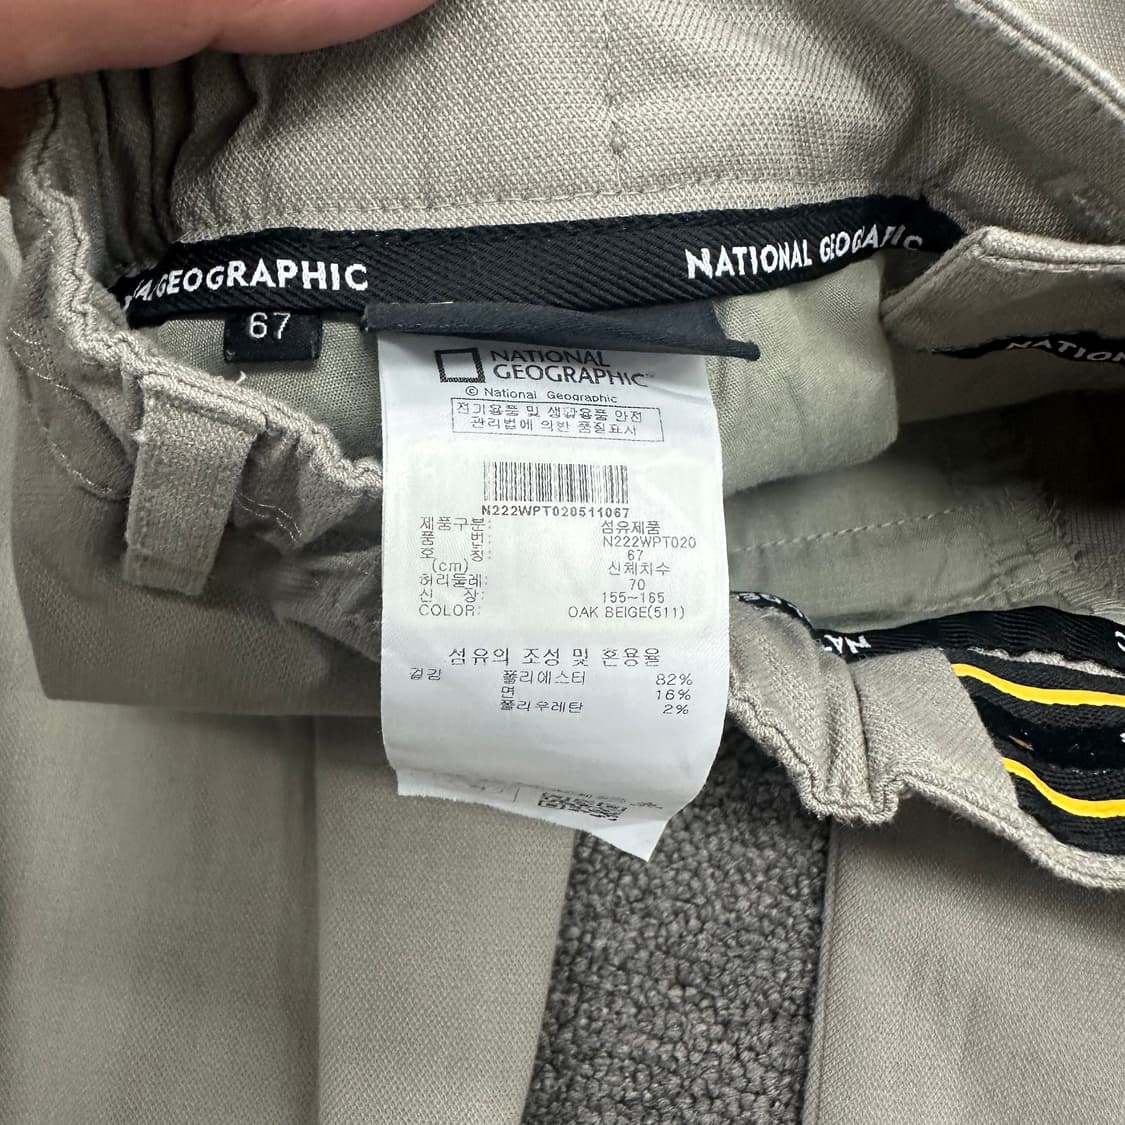 GEOGRAPHIC
NATIONAL GEOGRAPHIC
67
NATION
NATIONAL
GEOGRAPHIC™
© National Geographic
전기용품 및 생활용품 안전
관리법에 의한 품질표시
N222WPT020511067
제품구분: 섬유제품
품 번: N222WPT020
호 칭: 67
(cm) 신체치수
허리둘레: 70
신 장: 155~165
COLOR: OAK BEIGE(511)
섬유의 조성 및 혼용율
겉감 폴리에스터 82%
면 16%
폴리우레탄 2%